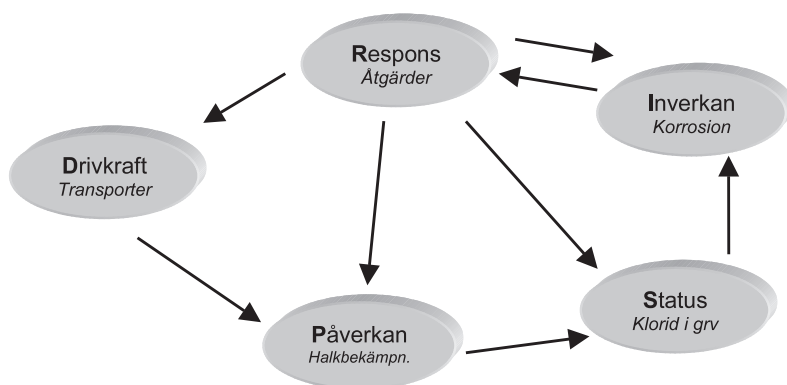 Respons
Åtgärder
Inverkan
Korrosion
Drivkraft
Transporter
Status
Klorid i grv
Påverkan
Halkbekämpn.